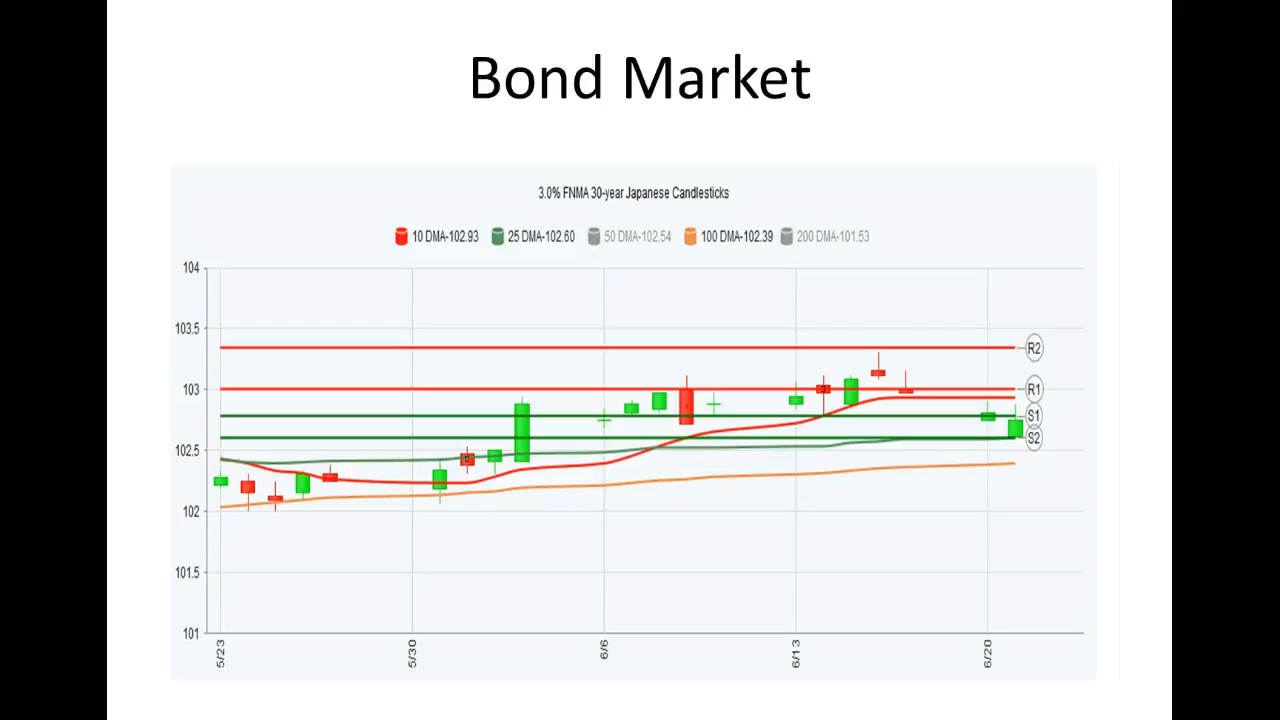 Bond Market
3.0% FNMA 30-year Japanese Candlesticks
10 DMA-102.93 25 DMA-102.60 50 DMA-102.54 100 DMA-102.39 200 DMA-101.53
104
103.5
R2
103
R1
S1
S2
102.5
102
101.5
101
5/23 5/30 6/6 6/13 6/20